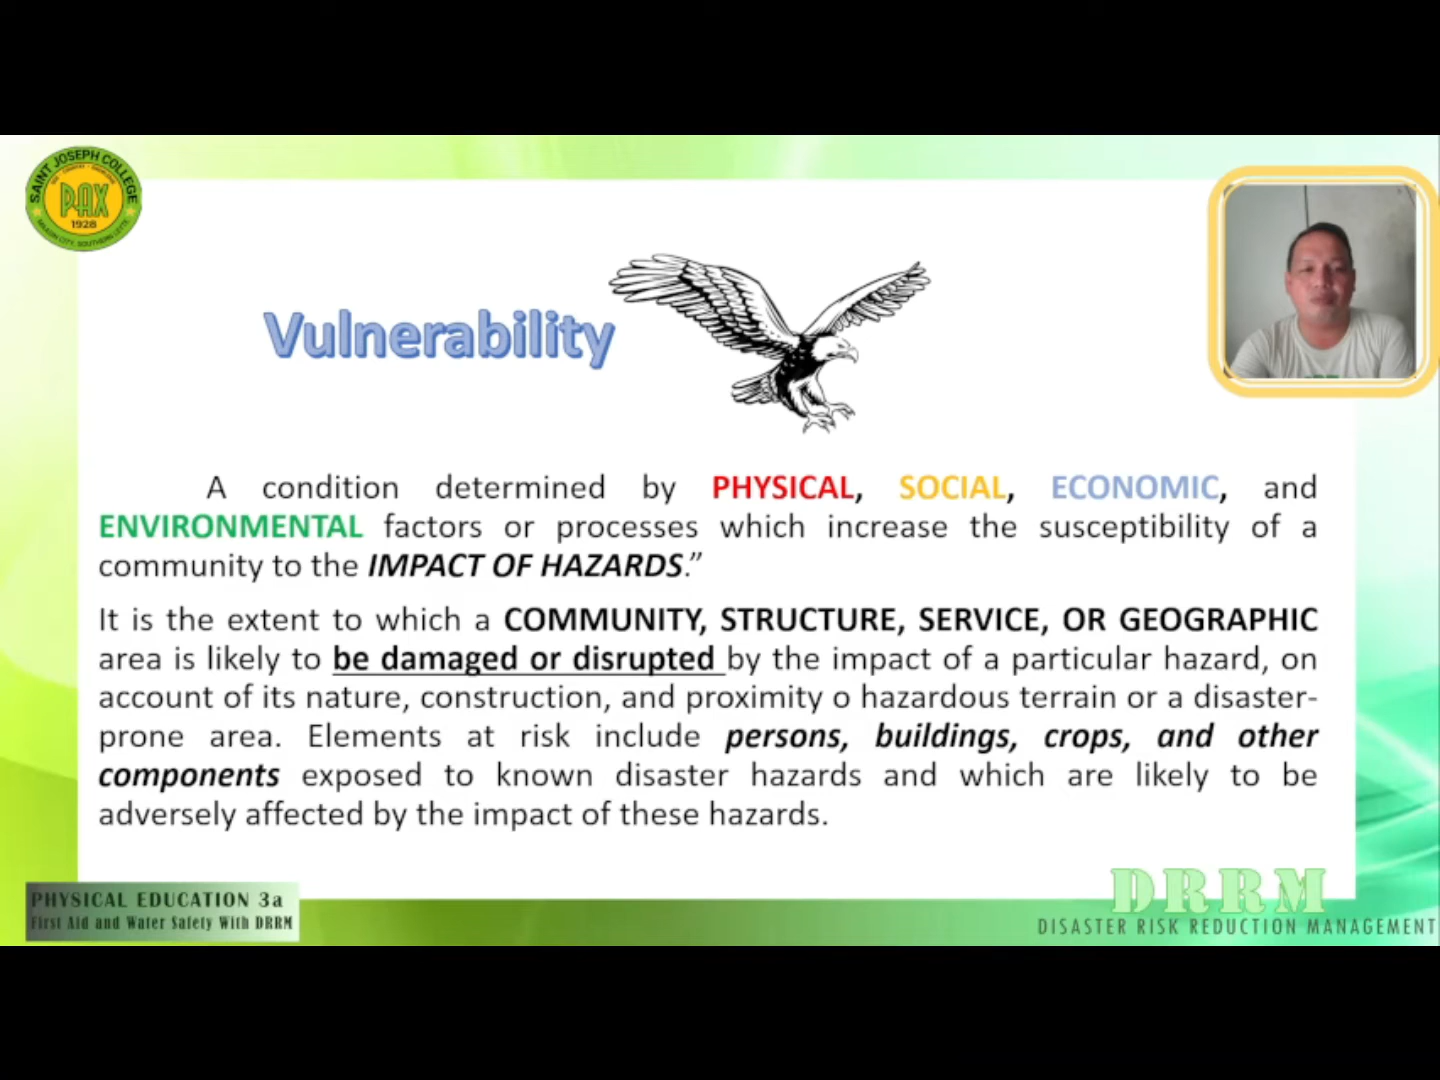 SAINT JOSEPH COLLEGE
PAX
1928
Vulnerability
A condition determined by PHYSICAL, SOCIAL, ECONOMIC, and
ENVIRONMENTAL factors or processes which increase the susceptibility of a
community to the IMPACT OF HAZARDS.”
It is the extent to which a COMMUNITY, STRUCTURE, SERVICE, OR GEOGRAPHIC
area is likely to be damaged or disrupted by the impact of a particular hazard, on
account of its nature, construction, and proximity o hazardous terrain or a disaster-
prone area. Elements at risk include persons, buildings, crops, and other
components exposed to known disaster hazards and which are likely to be
adversely affected by the impact of these hazards.
PHYSICAL EDUCATION 3a
First Aid and Water Safety With DRRM
DRRM
DISASTER RISK REDUCTION MANAGEMENT